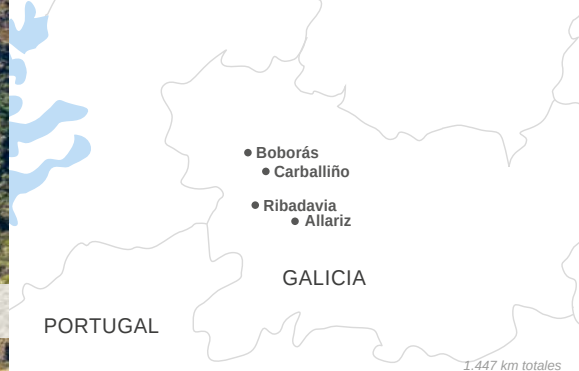 Boborás
Carballiño
Ribadavia
Allariz
GALICIA
PORTUGAL
1.447 km totales